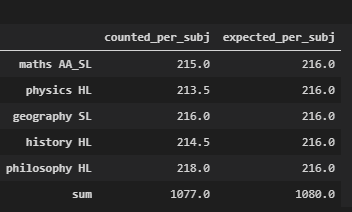 counted_per_subj expected_per_subj
maths AA_SL 215.0 216.0
physics HL 213.5 216.0
geography SL 216.0 216.0
history HL 214.5 216.0
philosophy HL 218.0 216.0
sum 1077.0 1080.0